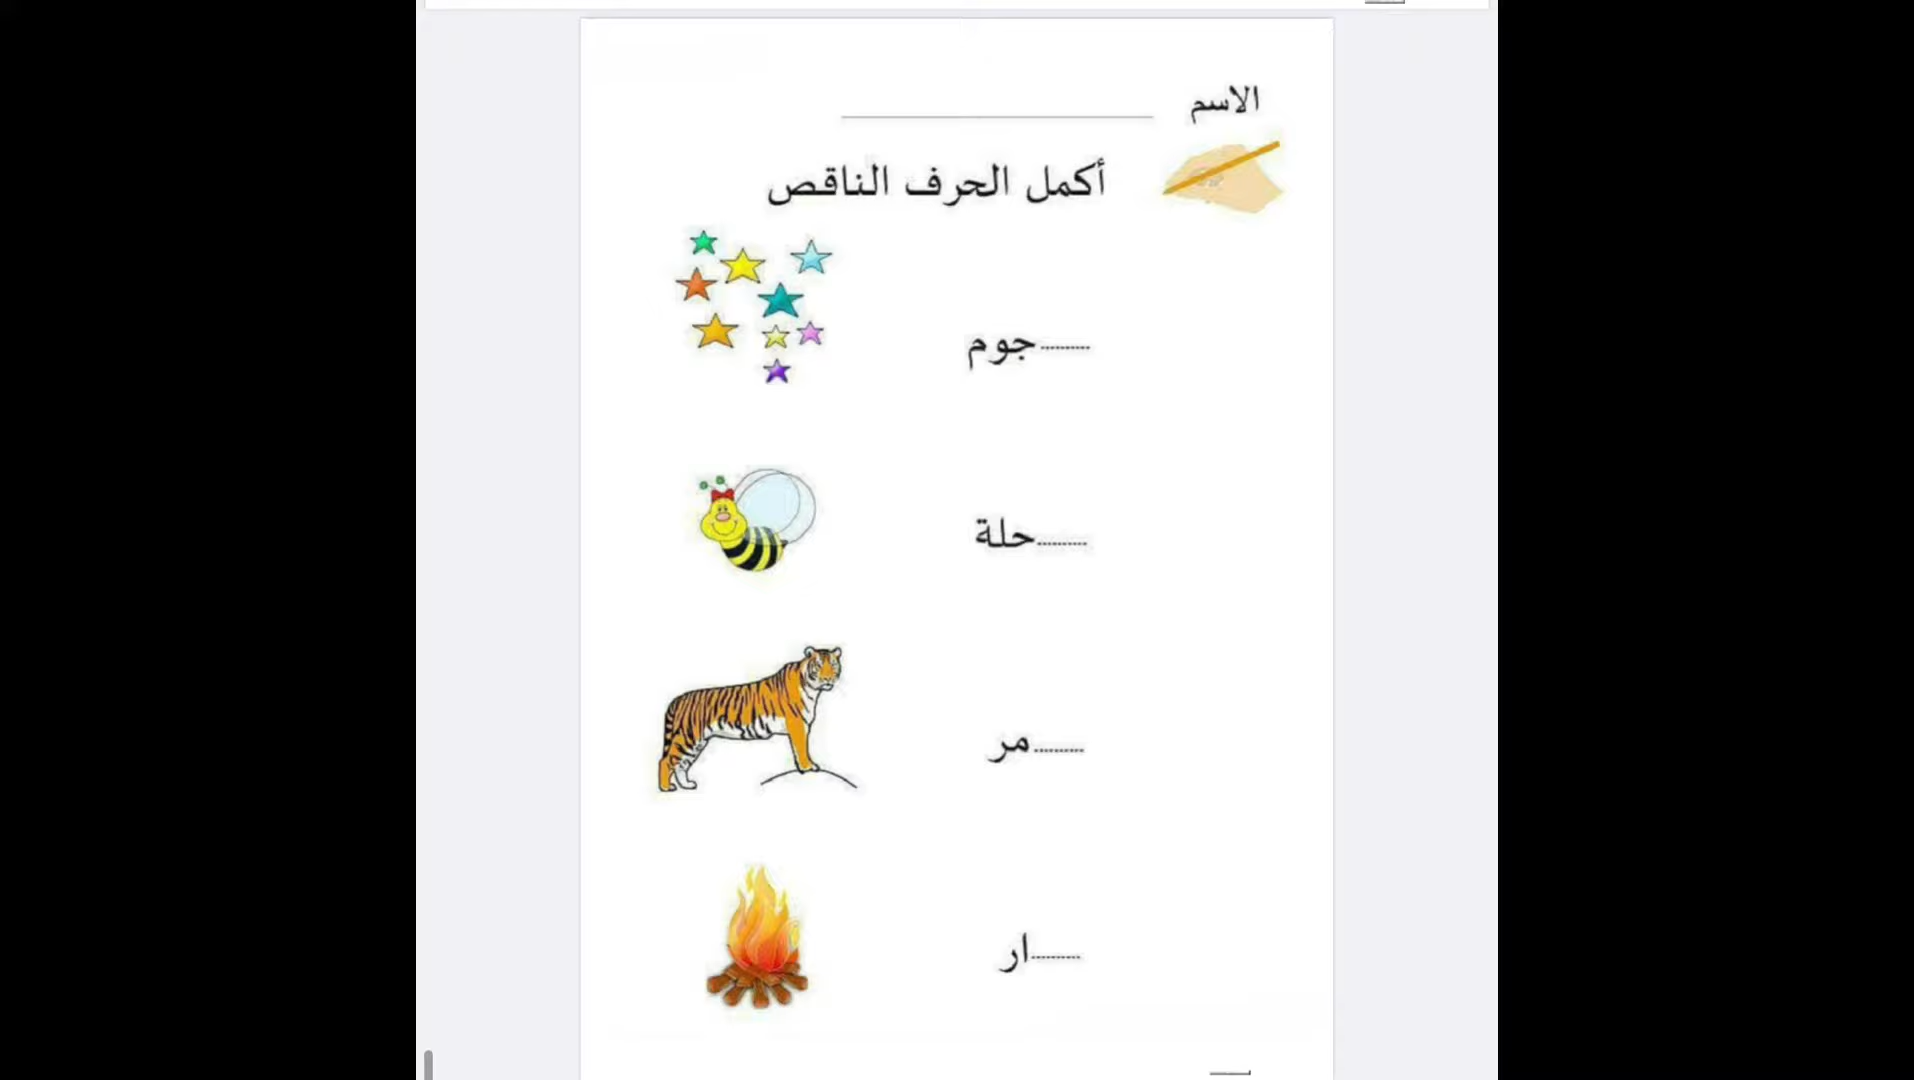 الاسم
أكمل الحرف الناقص
..........جوم
..........حلة
..........مر
..........ار